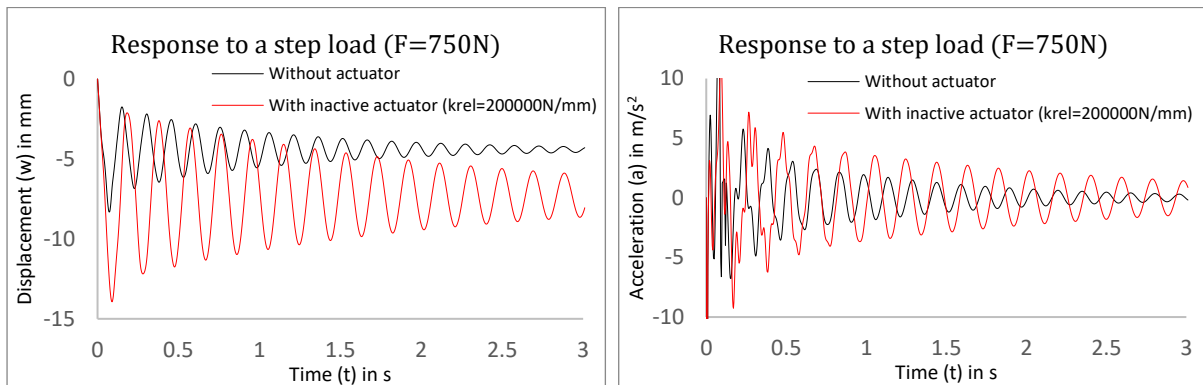 Response to a step load (F=750N)
Without actuator
With inactive actuator (krel=200000N/mm)
Displacement (w) in mm
0
-5
-10
-15
0 0.5 1 1.5 2 2.5 3
Time (t) in s
Response to a step load (F=750N)
Without actuator
With inactive actuator (krel=200000N/mm)
Acceleration (a) in m/s²
10
5
0
-5
-10
0 0.5 1 1.5 2 2.5 3
Time (t) in s